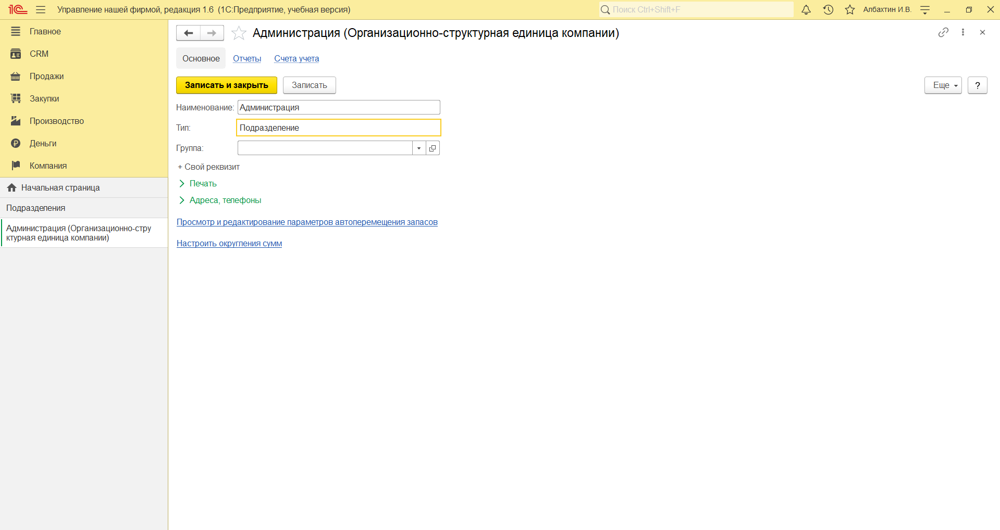 1С Управление нашей фирмой, редакция 1.6 (1С:Предприятие, учебная версия)
Поиск Ctrl+Shift+F
Албахтин И.В.
Главное
CRM
Продажи
Закупки
Производство
Деньги
Компания
Начальная страница
Подразделения
Администрация (Организационно-стру
ктурная единица компании)
Администрация (Организационно-структурная единица компании)
Основное Отчеты Счета учета
Записать и закрыть Записать Еще ?
Наименование: Администрация
Тип: Подразделение
Группа:
+ Свой реквизит
Печать
Адреса, телефоны
Просмотр и редактирование параметров автоперемещения запасов
Настроить округления сумм